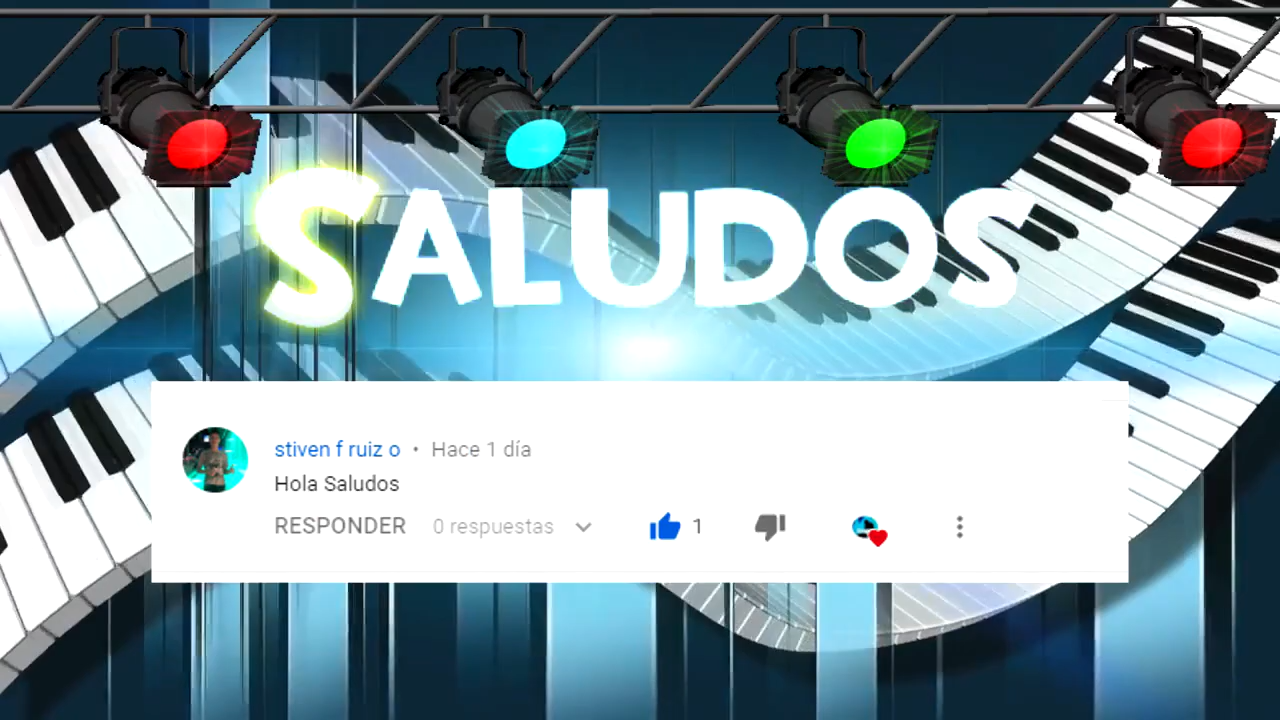 SALUDOS
stiven f ruiz o • Hace 1 día
Hola Saludos
RESPONDER 0 respuestas 1